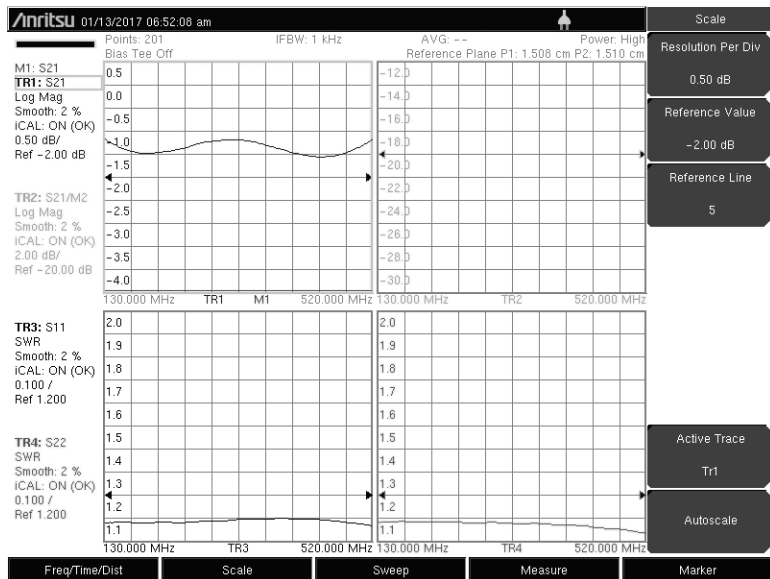 Anritsu 01/13/2017 06:52:08 am
Scale
Points: 201 IFBW: 1 kHz AVG: -- Power: High
Bias Tee Off Reference Plane P1: 1.508 cm P2: 1.510 cm
M1: S21
TR1: S21
Log Mag
Smooth: 2 %
iCAL: ON (OK)
0.50 dB/
Ref -2.00 dB
TR2: S21/M2
Log Mag
Smooth: 2 %
iCAL: ON (OK)
2.00 dB/
Ref -20.00 dB
0.5
0.0
-0.5
-1.0
-1.5
-2.0
-2.5
-3.0
-3.5
-4.0
130.000 MHz TR1 M1 520.000 MHz
-12.0
-14.0
-16.0
-18.0
-20.0
-22.0
-24.0
-26.0
-28.0
-30.0
130.000 MHz TR2 520.000 MHz
TR3: S11
SWR
Smooth: 2 %
iCAL: ON (OK)
0.100 /
Ref 1.200
TR4: S22
SWR
Smooth: 2 %
iCAL: ON (OK)
0.100 /
Ref 1.200
2.0
1.9
1.8
1.7
1.6
1.5
1.4
1.3
1.2
1.1
130.000 MHz TR3 520.000 MHz
2.0
1.9
1.8
1.7
1.6
1.5
1.4
1.3
1.2
1.1
130.000 MHz TR4 520.000 MHz
Resolution Per Div
0.50 dB
Reference Value
-2.00 dB
Reference Line
5
Active Trace
Tr1
Autoscale
Freq/Time/Dist Scale Sweep Measure Marker